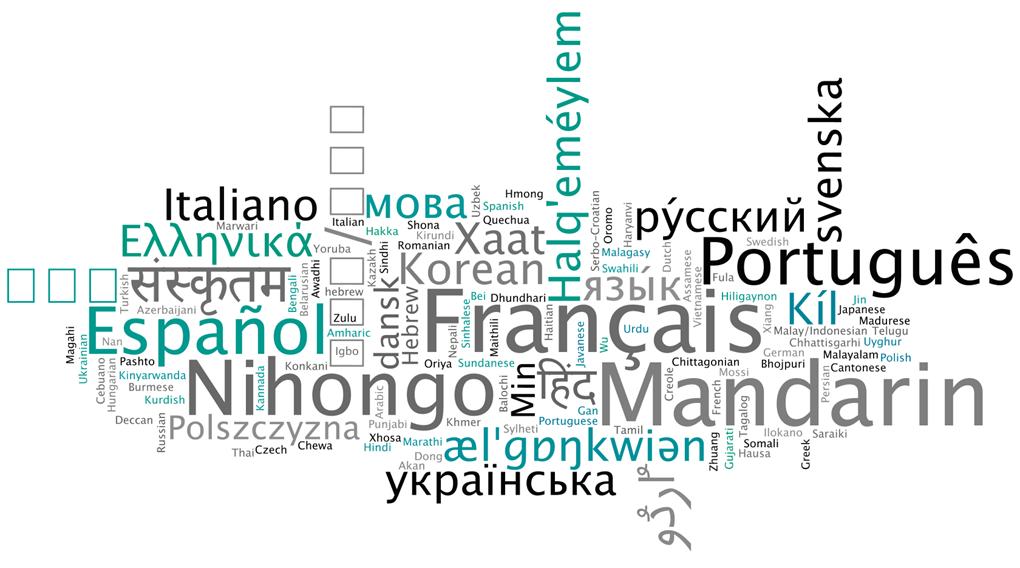 Halq'eméylem
svenska
Italiano
мова
Uzbek
Hmong
Spanish
Quechua
Serbo-Croatian
Oromo
Haryanvi
рýсский
Marwari
Ελληνικά
Yoruba
Italian
Hakka
Shona
Kirundi
Romanian
Xaat
Malagasy
Swahili
Dutch
Swedish
Português
Turkish
संस्कृतम
Azerbaijani
Bengali
Belarusian
Awadhi
hebrew
Kazakh
Sindhi
Korean
язы́к
Assamese
Vietnamese
Fula
Hiligaynon
Kíl
Jin
Japanese
Madurese
Magahi
Ukrainian
Nan
Español
Zulu
Amharic
Igbo
dansk
Hebrew
Bei
Dhundhari
Français
Nepali
Sinhalese
Maithili
Haitian
Javanese
Wu
Urdu
Xiang
Malay/Indonesian
Telugu
Chhattisgarhi
Uyghur
Cebuano
Hungarian
Pashto
Kinyarwanda
Burmese
Kurdish
Konkani
Oriya
Sundanese
Chittagonian
German
Bhojpuri
Malayalam
Polish
Cantonese
Nihongo
Kannada
Arabic
Balochi
Min
हिंद
Gan
Mandarin
Creole
Mossi
French
Tagalog
Persian
Deccan
Russian
Polszczyzna
Punjabi
Khmer
Sylheti
Portuguese
Tamil
Ilokano
Saraiki
Thai
Czech
Chewa
Xhosa
Hindi
Marathi
Dong
Akan
æl'gɒŋkwiən
Zhuang
Gujarati
Somali
Hausa
Greek
українська